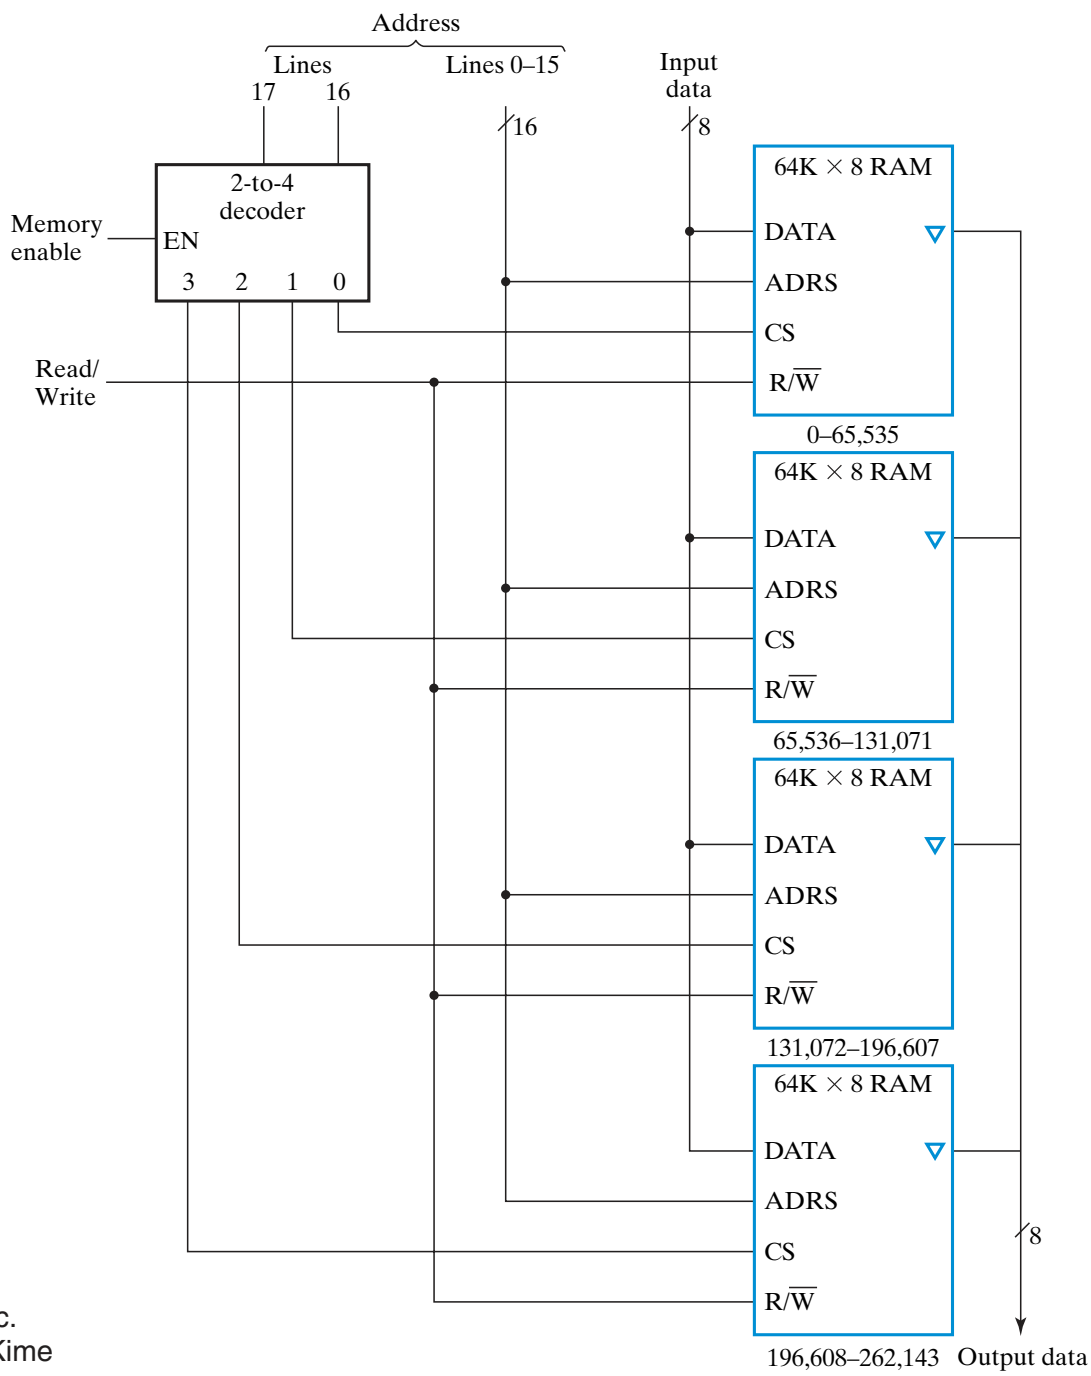 Address
Lines
Lines 0–15
17
16
16
Input
data
8
2-to-4
decoder
Memory
enable
EN
3 2 1 0
Read/
Write
64K × 8 RAM
DATA
ADRS
CS
R/W̅
0–65,535
64K × 8 RAM
DATA
ADRS
CS
R/W̅
65,536–131,071
64K × 8 RAM
DATA
ADRS
CS
R/W̅
131,072–196,607
64K × 8 RAM
DATA
ADRS
CS
R/W̅
196,608–262,143
8
Output data
c.
Kime